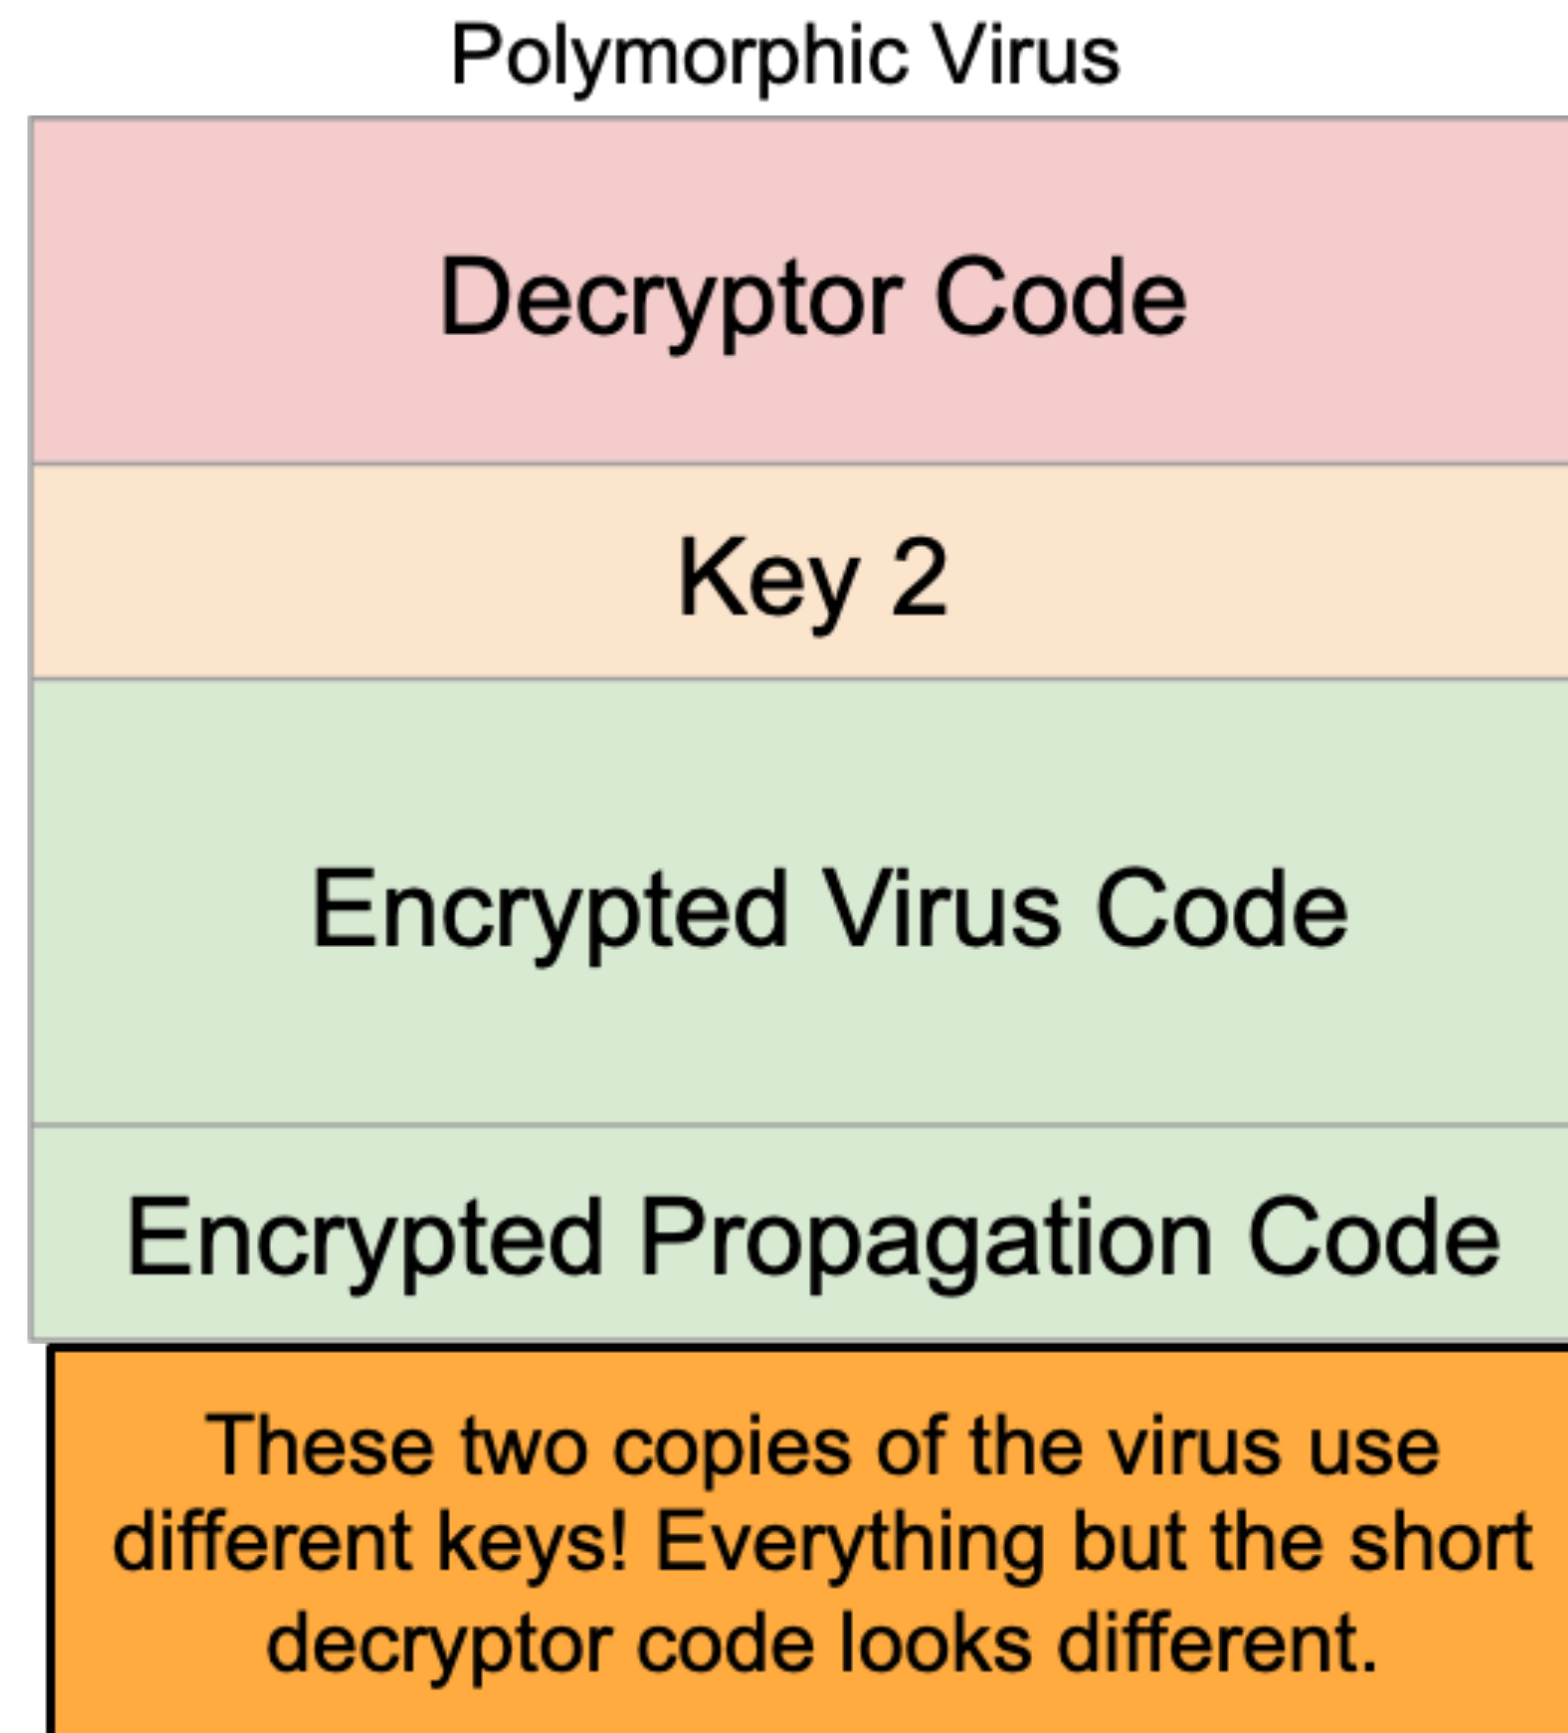 Polymorphic Virus
Decryptor Code
Key 2
Encrypted Virus Code
Encrypted Propagation Code
These two copies of the virus use
different keys! Everything but the short
decryptor code looks different.